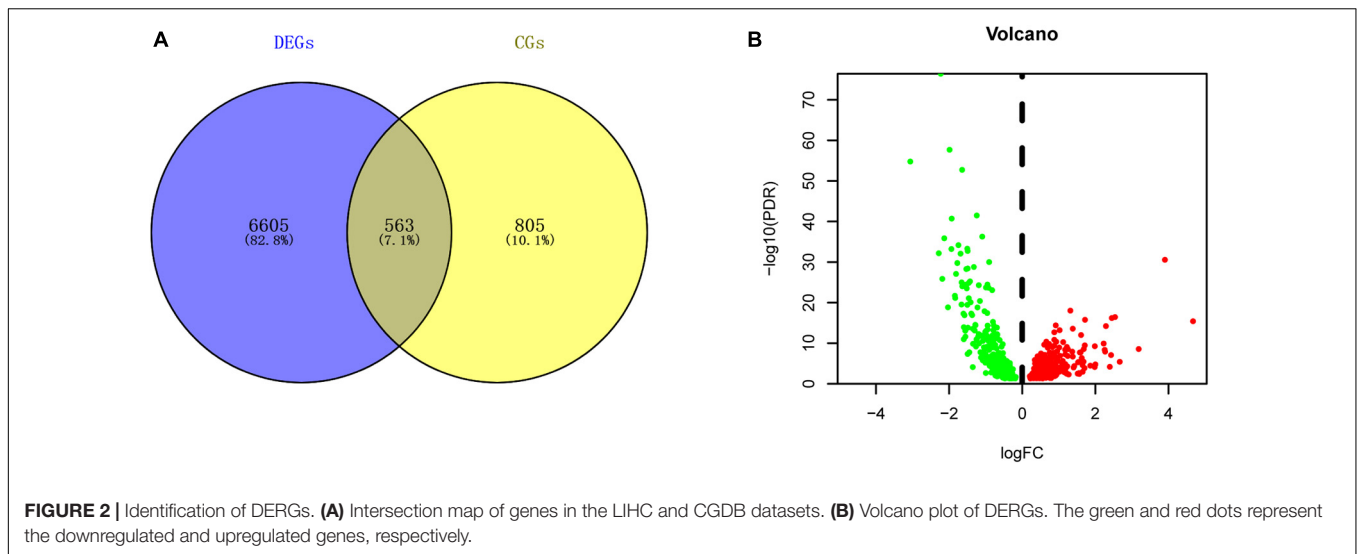 A
DEGs
CGs
6605
(82.8%)
563
(7.1%)
805
(10.1%)
B
Volcano
−log10(PDR)
70
60
50
40
30
20
10
0
−4
−2
0
2
4
logFC
FIGURE 2 | Identification of DERGs. (A) Intersection map of genes in the LIHC and CGDB datasets. (B) Volcano plot of DERGs. The green and red dots represent
the downregulated and upregulated genes, respectively.